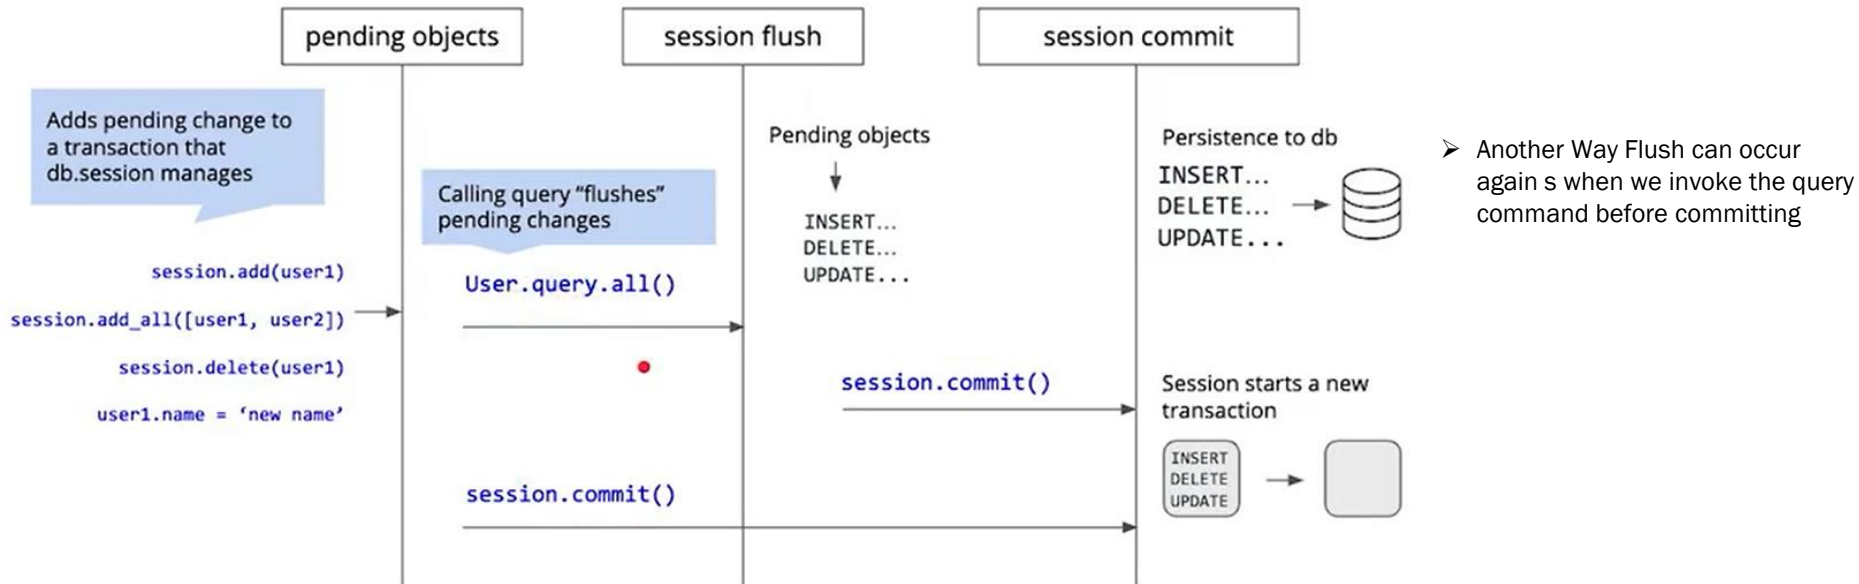 pending objects
session flush
session commit
Adds pending change to
a transaction that
db.session manages
session.add(user1)
session.add_all([user1, user2])
session.delete(user1)
user1.name = ‘new name’
Calling query “flushes”
pending changes
User.query.all()
session.commit()
Pending objects
INSERT...
DELETE...
UPDATE...
session.commit()
Persistence to db
INSERT...
DELETE...
UPDATE...
Session starts a new
transaction
INSERT
DELETE
UPDATE
➢ Another Way Flush can occur
again s when we invoke the query
command before committing